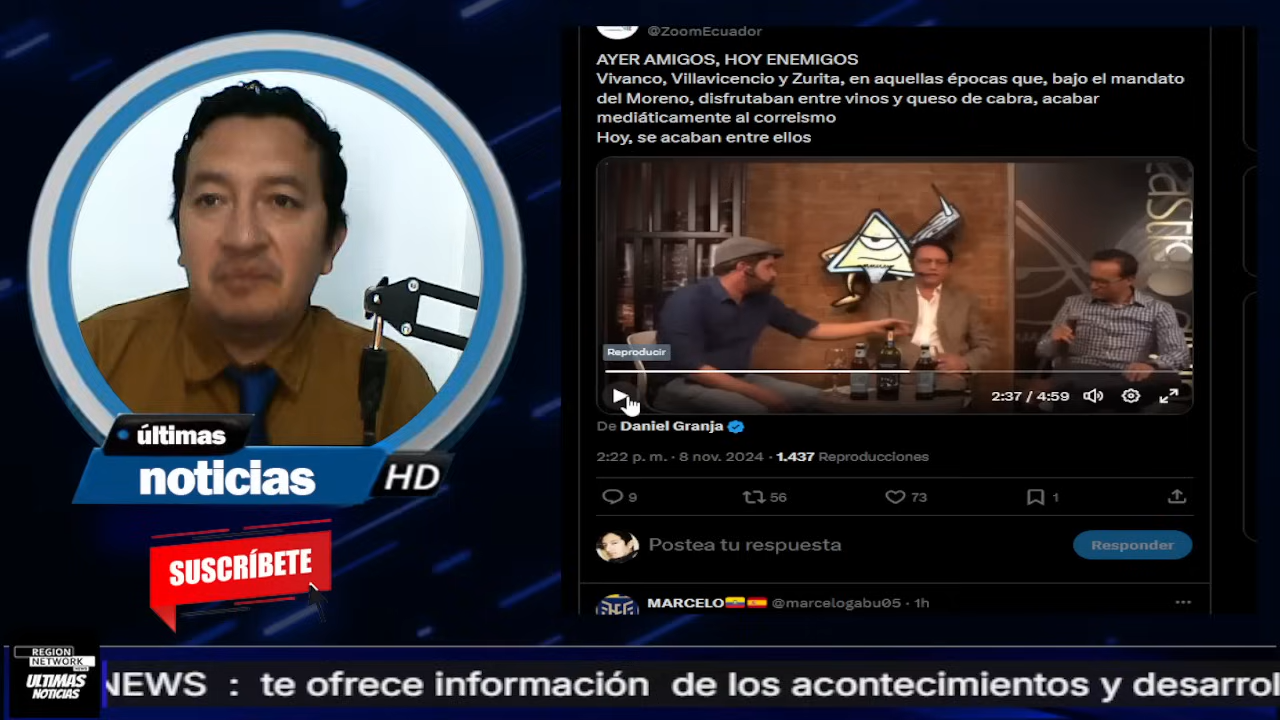 @ZoomEcuador
AYER AMIGOS, HOY ENEMIGOS
Vivanco, Villavicencio y Zurita, en aquellas épocas que, bajo el mandato
del Moreno, disfrutaban entre vinos y queso de cabra, acabar
mediáticamente al correismo
Hoy, se acaban entre ellos
Reproducir
2:37 / 4:59
De Daniel Granja
2:22 p. m. · 8 nov. 2024 · 1.437 Reproducciones
9 56 73 1
Postea tu respuesta
Responder
MARCELO @marcelogabu05 · 1h
últimas
noticias HD
SUSCRÍBETE
REGION
NETWORK
NEWS
ULTIMAS
NOTICIAS
NEWS : te ofrece información de los acontecimientos y desarrol